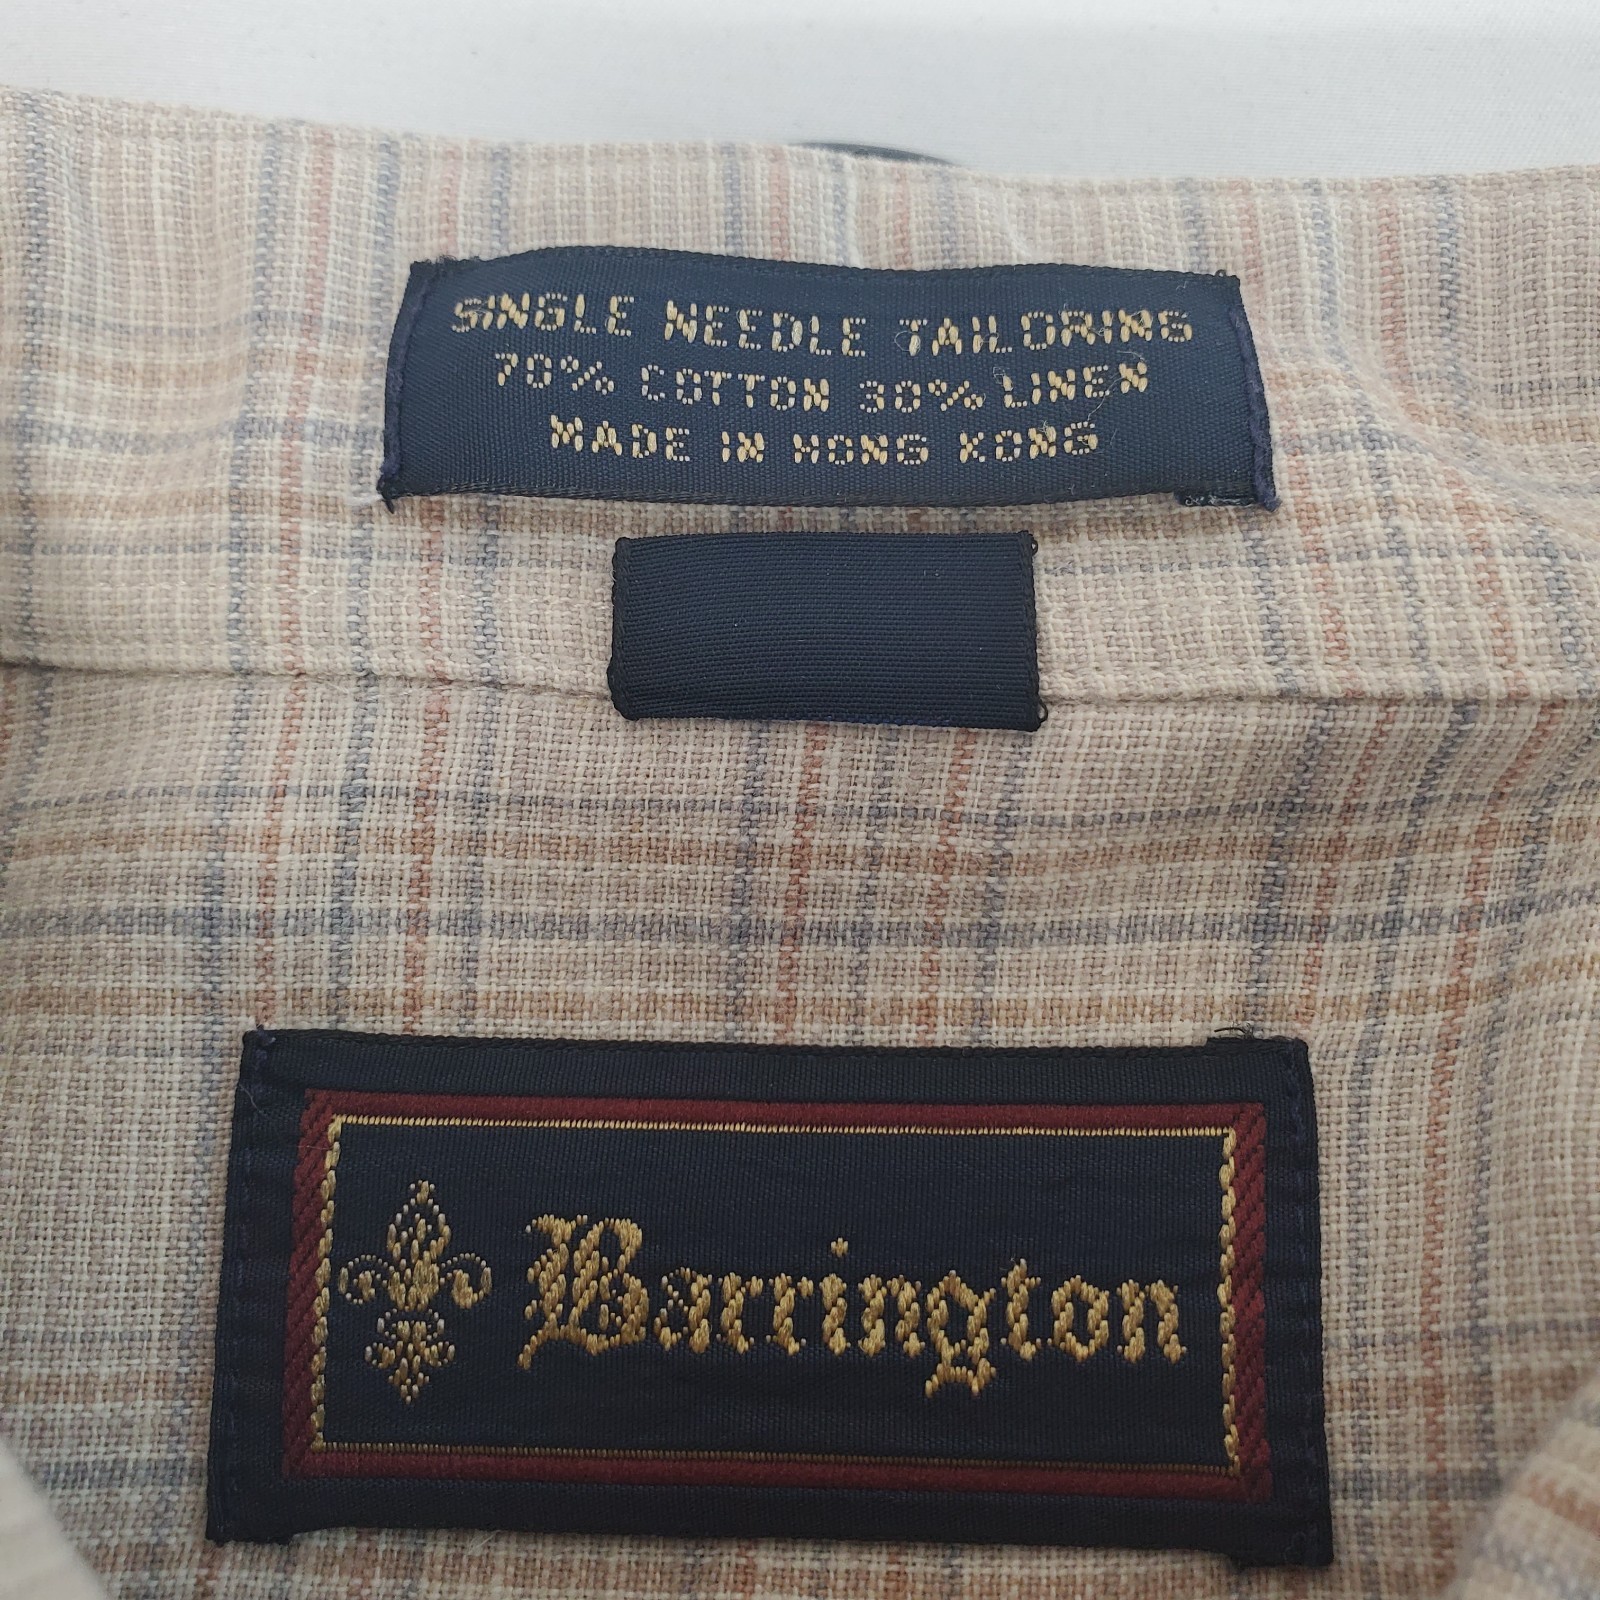 SINGLE NEEDLE TAILORING
70% COTTON 30% LINEN
MADE IN HONG KONG
Barrington